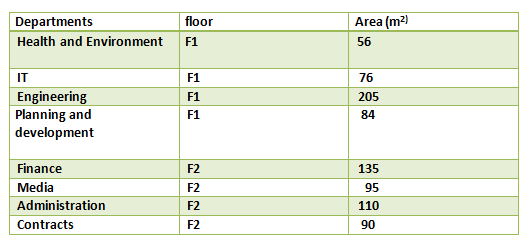 Departments floor Area (m2)
Health and Environment F1 56
IT F1 76
Engineering F1 205
Planning and F1 84
development
Finance F2 135
Media F2 95
Administration F2 110
Contracts F2 90